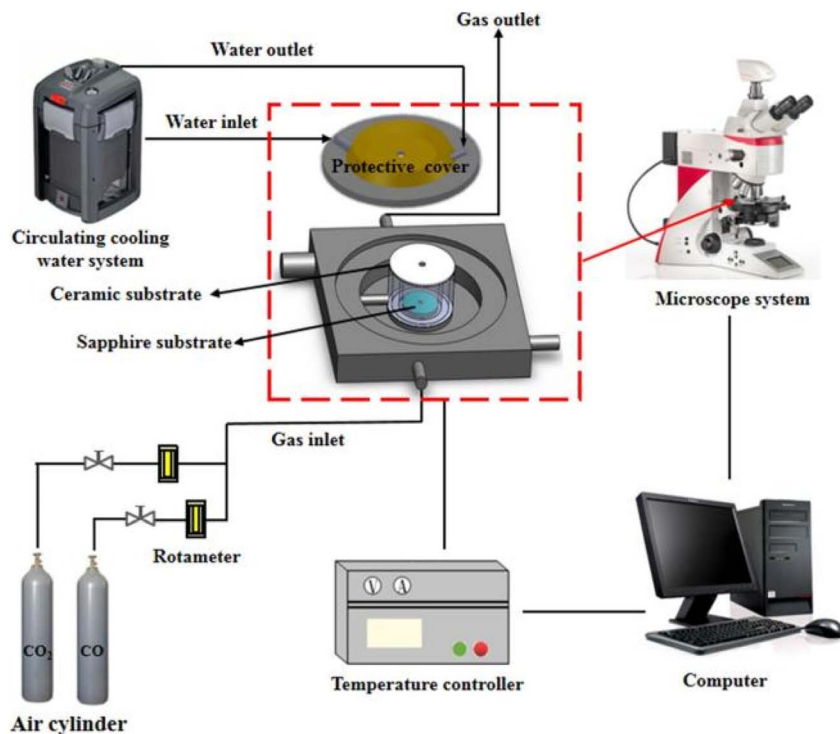 Gas outlet
Water outlet
Water inlet
Protective cover
Circulating cooling
water system
Ceramic substrate
Sapphire substrate
Microscope system
Gas inlet
Rotameter
CO₂
CO
V
A
Temperature controller
Computer
Air cylinder